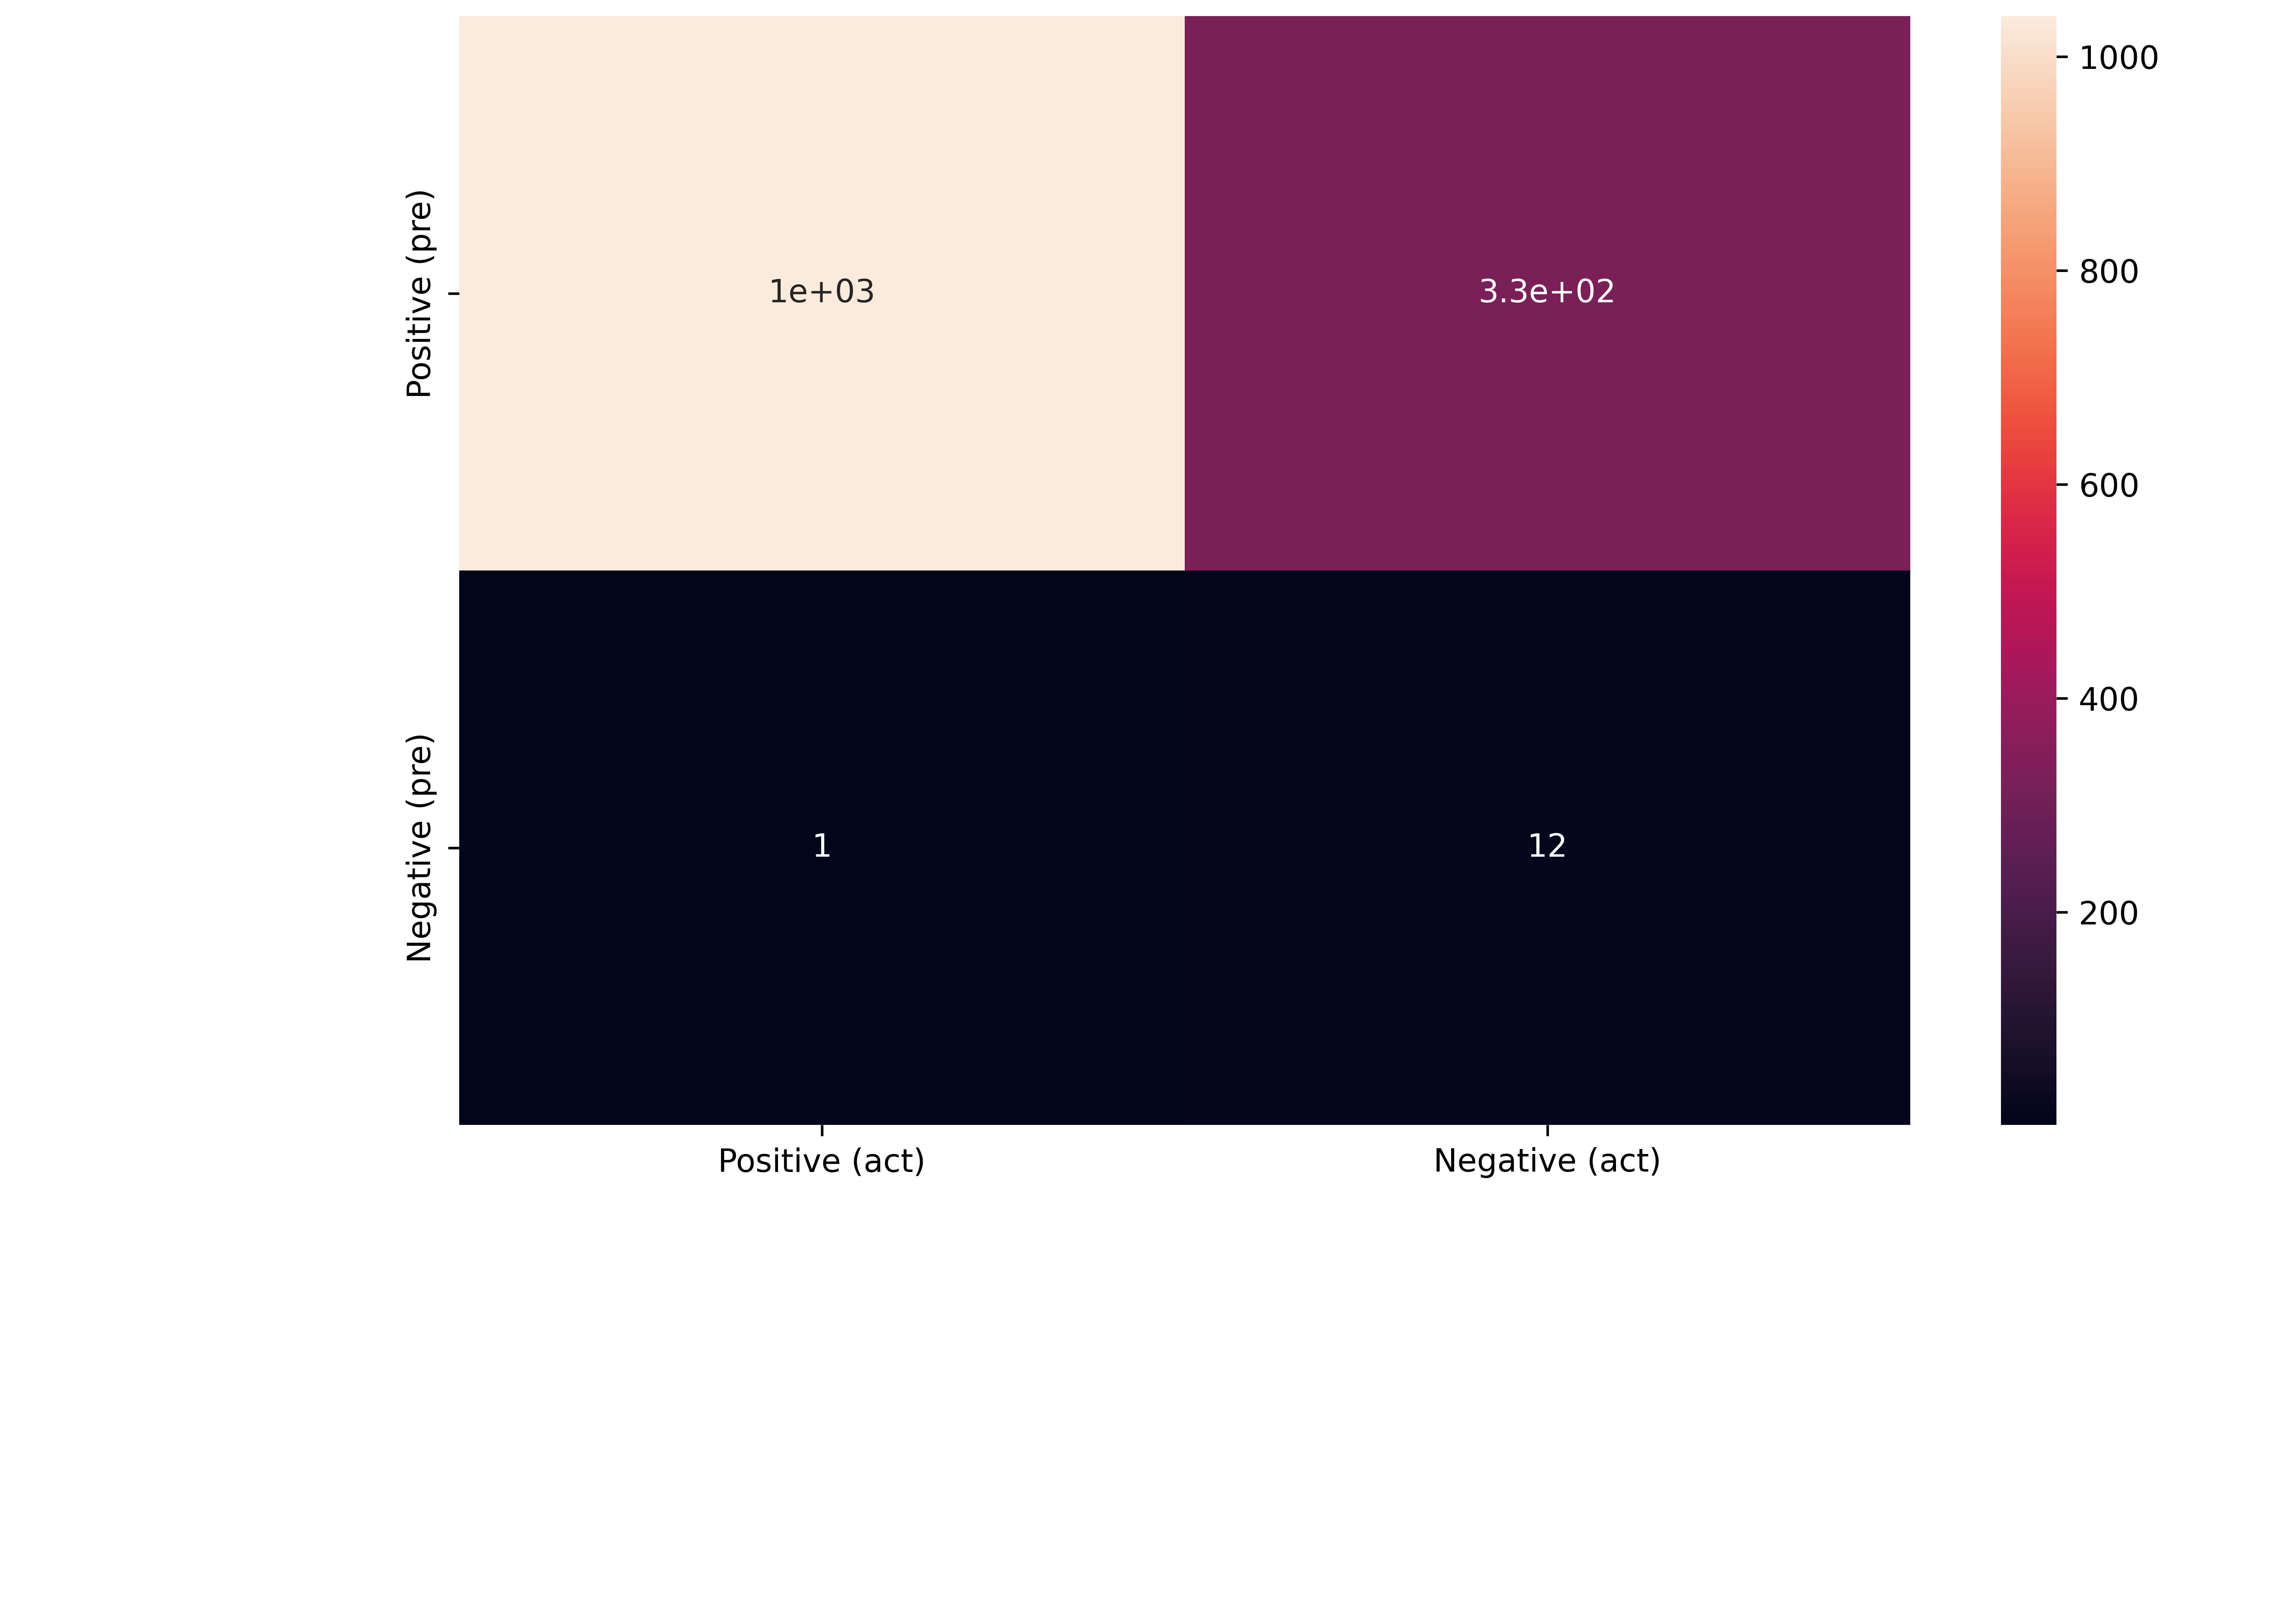 Positive (pre)
1e+03
3.3e+02
Negative (pre)
1
12
Positive (act)
Negative (act)
1000
800
600
400
200